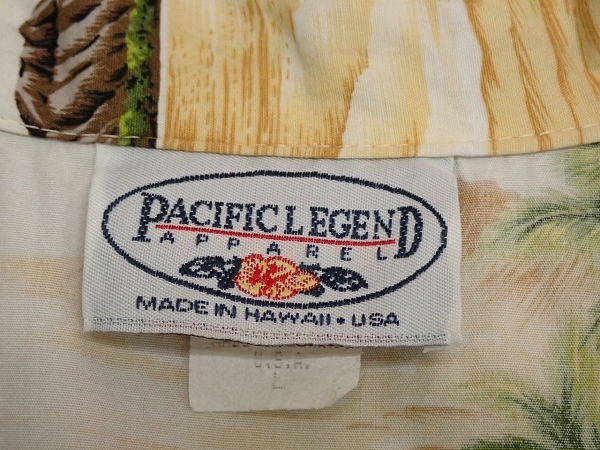 PACIFIC LEGEND
APPAREL
MADE IN HAWAII • USA
U.S.A.
L